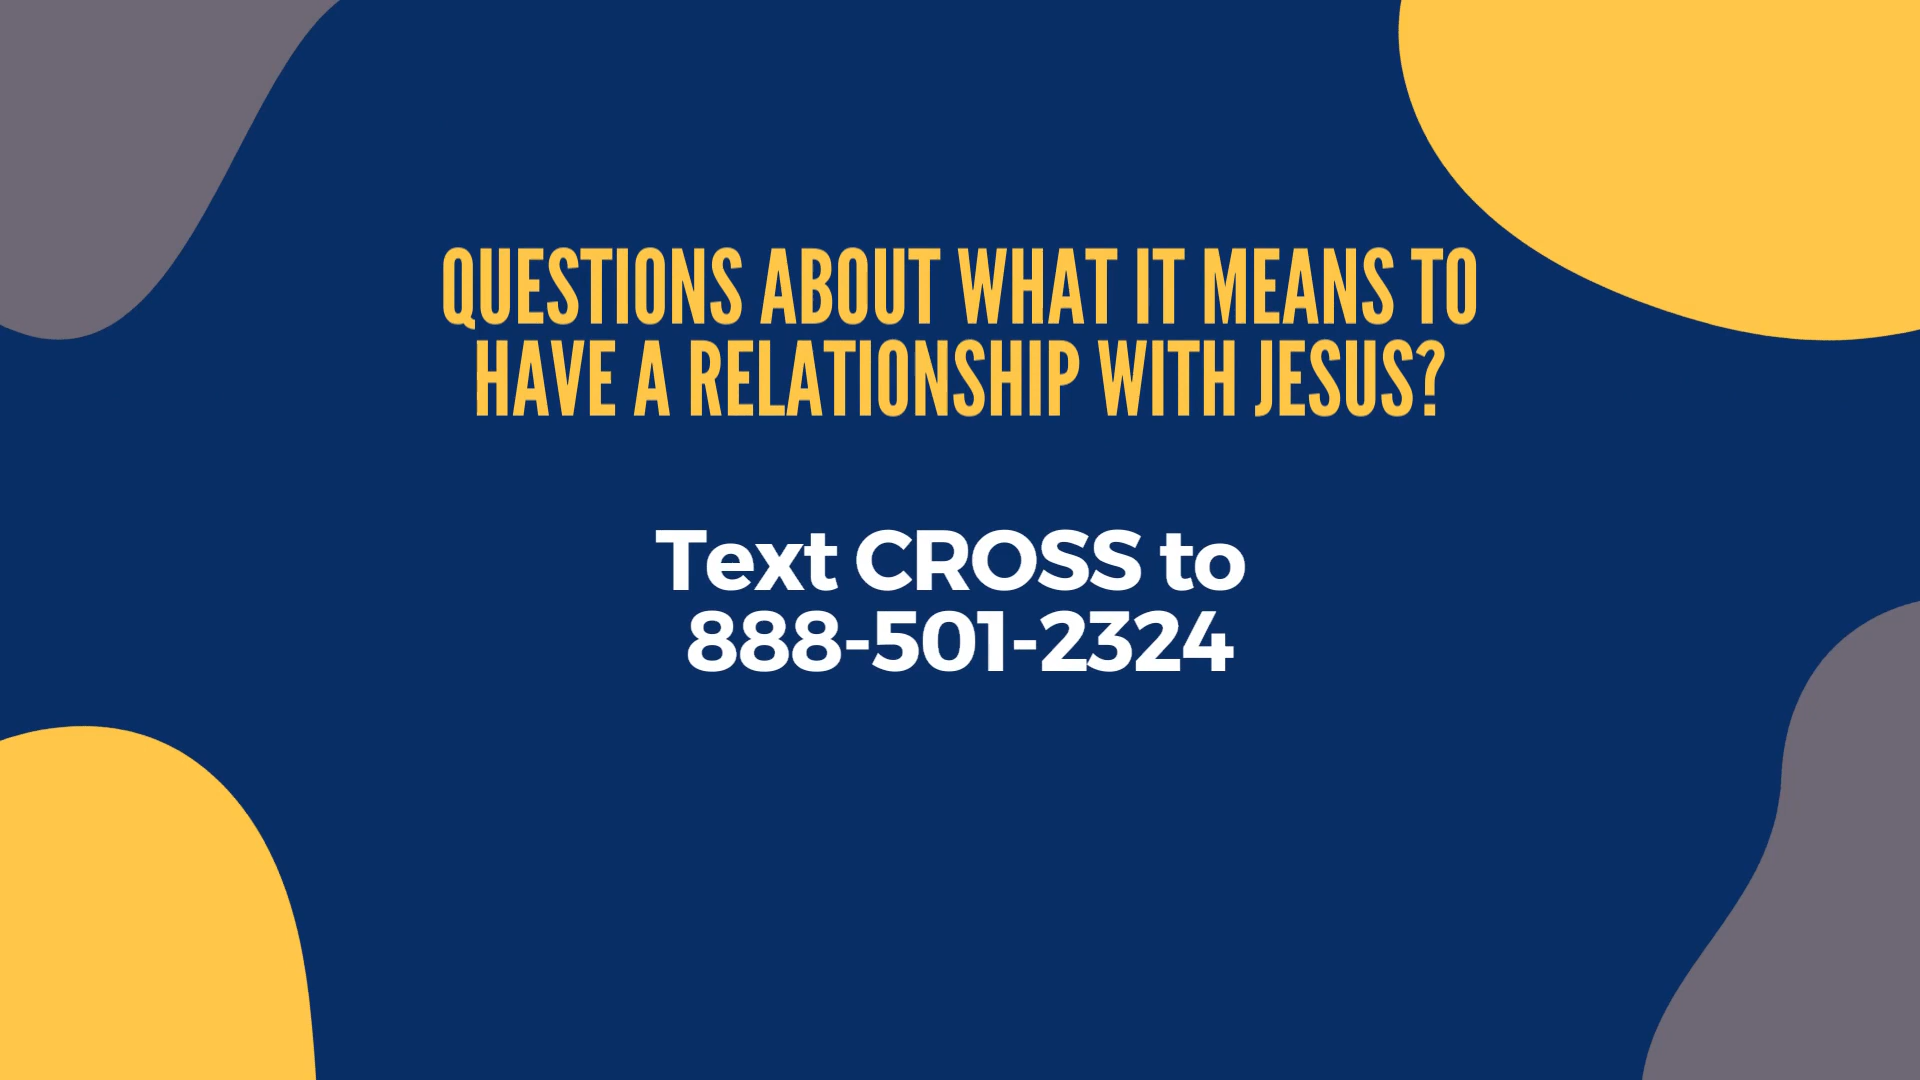 QUESTIONS ABOUT WHAT IT MEANS TO
HAVE A RELATIONSHIP WITH JESUS?
Text CROSS to
888-501-2324